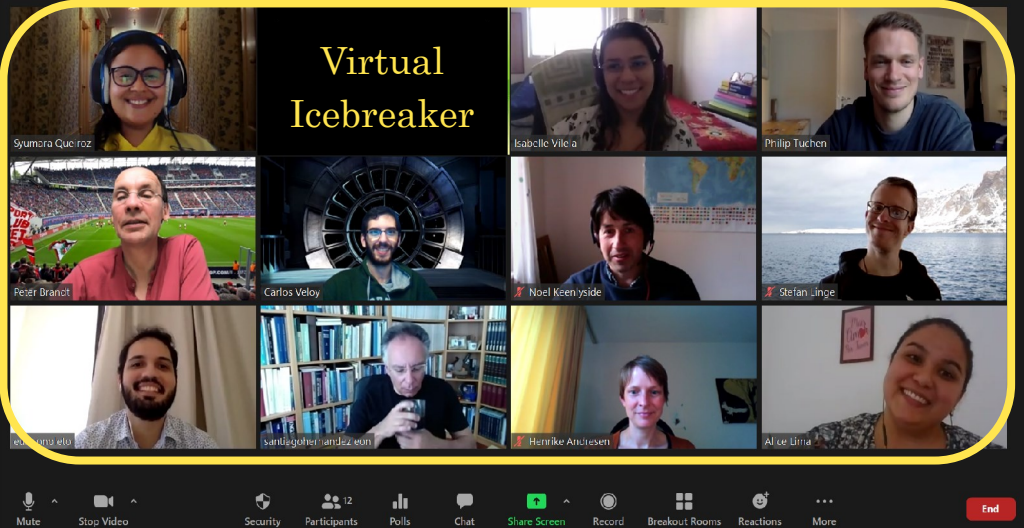 Virtual
Icebreaker
Syumara Queiroz
Isabelle Vilela
Philip Tuchen
Peter Brandt
Carlos Veloy
Noel Keenlyside
Stefan Linge
santiagohernandezleon
Henrike Andresen
Alice Lima
Mute
Stop Video
Security
Participants
12
Polls
Chat
Share Screen
Record
Breakout Rooms
Reactions
More
End